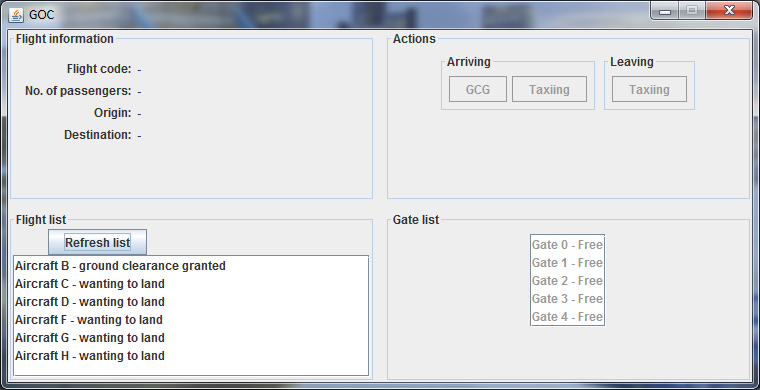 GOC
Flight information
Flight code: -
No. of passengers: -
Origin: -
Destination: -
Actions
Arriving
GCG
Taxiing
Leaving
Taxiing
Flight list
Refresh list
Aircraft B - ground clearance granted
Aircraft C - wanting to land
Aircraft D - wanting to land
Aircraft F - wanting to land
Aircraft G - wanting to land
Aircraft H - wanting to land
Gate list
Gate 0 - Free
Gate 1 - Free
Gate 2 - Free
Gate 3 - Free
Gate 4 - Free